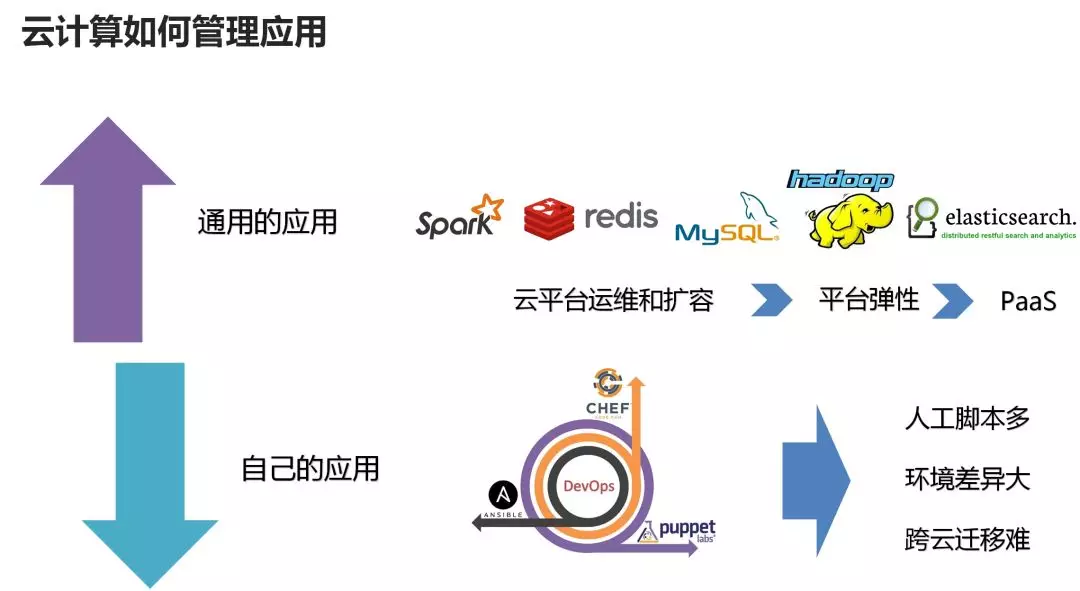 云计算如何管理应用
通用的应用
Spark
redis
MySQL
hadoop
elasticsearch.
distributed restful search and analytics
云平台运维和扩容
平台弹性
PaaS
自己的应用
CHEF
DevOps
ANSIBLE
puppet
labs
人工脚本多
环境差异大
跨云迁移难